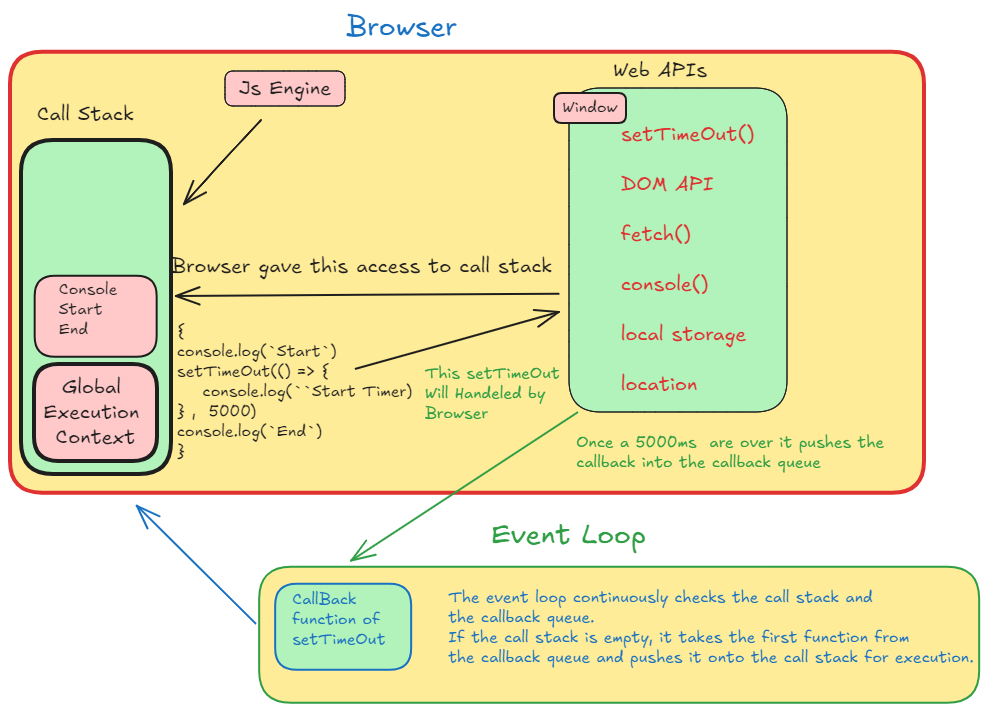 Browser
Js Engine
Web APIs
Window
Call Stack
setTimeOut()
DOM API
fetch()
Browser gave this access to call stack
console()
Console
Start
End
local storage
{
console.log(`Start`)
setTimeOut(() => {
console.log(``Start Timer)
} , 5000)
console.log(`End`)
}
This setTimeOut
Will Handeled by
Browser
location
Global
Execution
Context
Once a 5000ms are over it pushes the
callback into the callback queue
Event Loop
CallBack
function of
setTimeOut
The event loop continuously checks the call stack and
the callback queue.
If the call stack is empty, it takes the first function from
the callback queue and pushes it onto the call stack for execution.